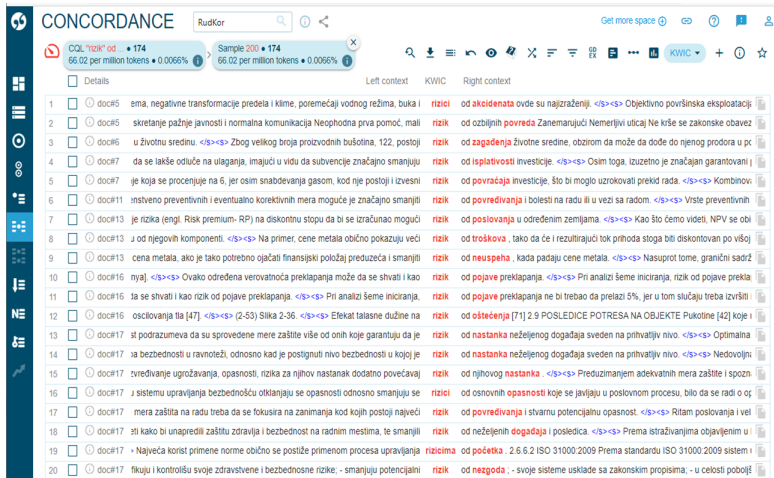 CONCORDANCE RudKor Get more space
CQL "rizik" od ... • 174
66.02 per million tokens • 0.0066%
Sample 200 • 174
66.02 per million tokens • 0.0066%
KWIC
Details Left context KWIC Right context
1 doc#5 ema, negativne transformacije predela i klime, poremećaji vodnog režima, buka i rizici od akcidenata ovde su najizraženiji. </s><s> Objektivno površinska eksploatacija
2 doc#5 skretanje pažnje javnosti i normalna komunikacija Neophodna prva pomoć, mali rizik od ozbiljnih povreda Zanemarujući Nemerljivi uticaj Ne krše se zakonske obavez
3 doc#6 u životnu sredinu. </s><s> Zbog velikog broja proizvodnih bušotina, 122, postoji rizik od zagađenja životne sredine, obzirom da može da dođe do njenog prodora u po
4 doc#7 da se lakše odluče na ulaganja, imajući u vidu da subvencije značajno smanjuju rizik od isplativosti investicije. </s><s> Osim toga, izuzetno je značajan garantovani
5 doc#7 je koja se procenjuje na 6, jer osim snabdevanja gasom, kod nje postoji i izvesni rizik od povraćaja investicije, što bi moglo uzrokovati prekid rada. </s><s> Kombinov
6 doc#11 enstveno preventivnih i eventualno korektivnih mera moguće je značajno smanjiti rizik od povređivanja i bolesti na radu ili u vezi sa radom. </s><s> Vrste preventivnih
7 doc#13 je rizika (engl. Risk premium- RP) na diskontnu stopu da bi se izračunao mogući rizik od poslovanja u određenim zemljama. </s><s> Kao što ćemo videti, NPV se obi
8 doc#13 u od njegovih komponenti. </s><s> Na primer, cene metala obično pokazuju veći rizik od troškova , tako da će i rezultirajući tok prihoda stoga biti diskontovan po višoj
9 doc#13 cena metala, ako je tako potrebno ojačati finansijski položaj preduzeća i smanjiti rizik od neuspeha , kada padaju cene metala. </s><s> Nasuprot tome, granični sadrž
10 doc#16 nya]. </s><s> Ovako određena verovatnoća preklapanja može da se shvati i kao rizik od pojave preklapanja. </s><s> Pri analizi šeme iniciranja, rizik od pojave prekla
11 doc#16 da se shvati i kao rizik od pojave preklapanja. </s><s> Pri analizi šeme iniciranja, rizik od pojave preklapanja ne bi trebao da prelazi 5%, jer u tom slučaju treba izvršiti
12 doc#16 oscilovanja tla [47]. </s><s> (2-53) Slika 2-36. </s><s> Efekat talasne dužine na rizik od oštećenja [71] 2.9 POSLEDICE POTRESA NA OBJEKTE Pukotine [42] koje n
13 doc#17 st podrazumeva da su sprovedene mere zaštite više od onih koje garantuju da je rizik od nastanka neželjenog događaja sveden na prihvatljiv nivo. </s><s> Optimalna
14 doc#17 a bezbednosti u ravnoteži, odnosno kad je postignut nivo bezbednosti u kojoj je rizik od nastanka neželjenog događaja sveden na prihvatljiv nivo. </s><s> Nedovoljna
15 doc#17 zvređivanje ugrožavanja, opasnosti, rizika za njihov nastanak dodatno povećavaj rizik od njihovog nastanka . </s><s> Preduzimanjem adekvatnih mera zaštite i spozna
16 doc#17 u sistemu upravljanja bezbednošću otklanjaju se opasnosti odnosno smanjuju se rizici od osnovnih opasnosti koje se javljaju u poslovnom procesu, bilo da se radi o op
17 doc#17 mera zaštita na radu treba da se fokusira na zanimanja kod kojih postoji najveći rizik od povređivanja i stvarnu potencijalnu opasnost. </s><s> Ritam poslovanja i vel
18 doc#17 eti kako bi unapredili zaštitu zdravlja i bezbednost na radnim mestima, te smanjili rizik od neželjenih događaja i posledica. </s><s> Prema istraživanjima objavljenim u
19 doc#17 Najveća korist primene norme obično se postiže primenom procesa upravljanja rizicima od početka . 2.6.6.2 ISO 31000:2009 Prema standardu ISO 31000:2009 sistem
20 doc#17 fikuju i kontrolišu svoje zdravstvene i bezbednosne rizike; - smanjuju potencijalni rizik od nezgoda ; - svoje sisteme usklade sa zakonskim propisima; - u celosti poboljš